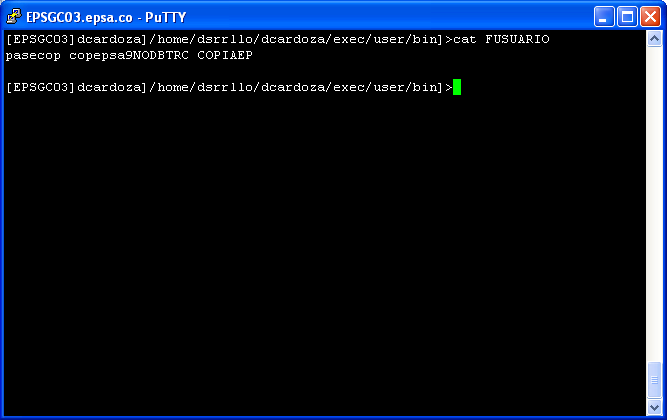 EPSGC03.epsa.co - PuTTY
[EPSGC03]dcardoza]/home/dsrrllo/dcardoza/exec/user/bin]>cat FUSUARIO
pasecop copepsa9NODBTRC COPIAEP
[EPSGC03]dcardoza]/home/dsrrllo/dcardoza/exec/user/bin]>